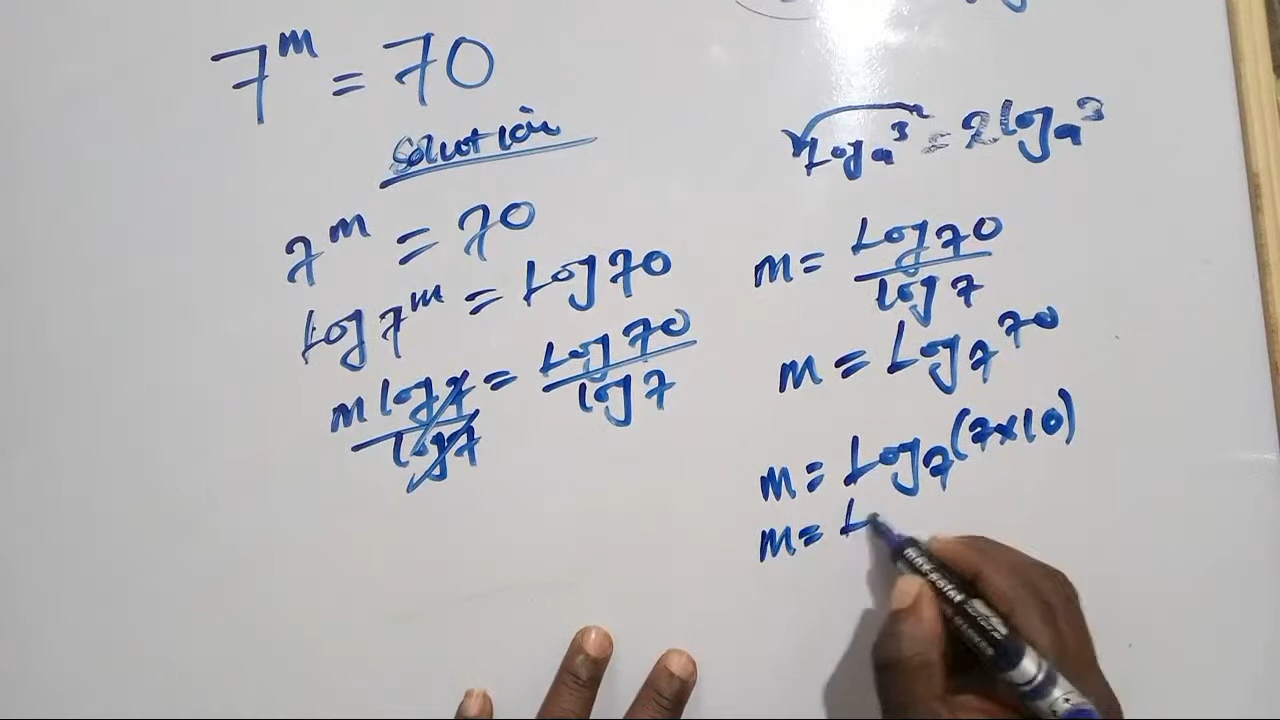 7^m = 70
Solution
7^m = 70
Log 7^m = Log 70
m log 7 / log 7 = Log 70 / log 7
Log a^3 = 2 Log a^3
m = Log 70 / log 7
m = Log_7 70
m = Log_7 (7×10)
m = Lo